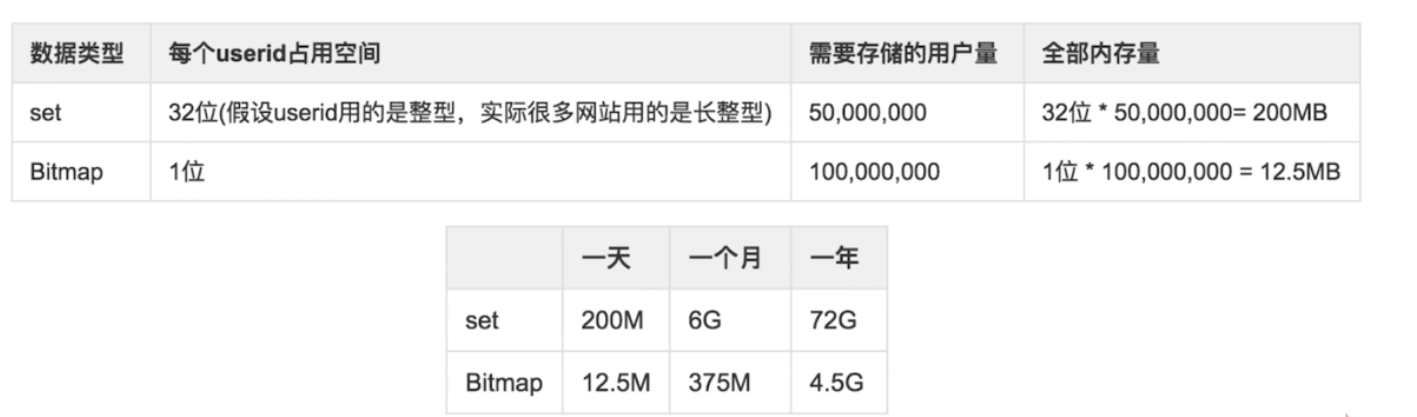 数据类型 每个userid占用空间 需要存储的用户量 全部内存量
set 32位(假设userid用的是整型，实际很多网站用的是长整型) 50,000,000 32位 * 50,000,000= 200MB
Bitmap 1位 100,000,000 1位 * 100,000,000 = 12.5MB
一天 一个月 一年
set 200M 6G 72G
Bitmap 12.5M 375M 4.5G